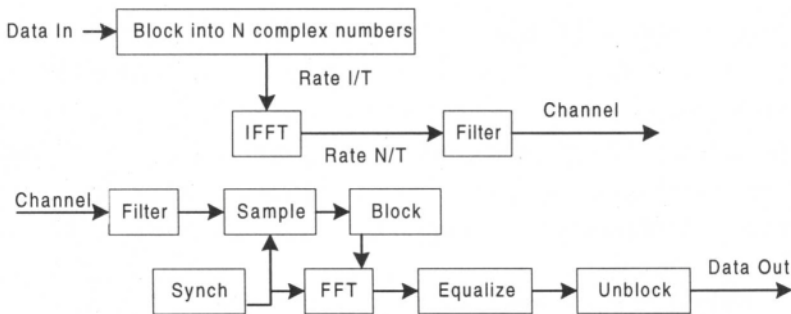 Data In
Block into N complex numbers
Rate I/T
IFFT
Rate N/T
Filter
Channel
Channel
Filter
Sample
Block
Synch
FFT
Equalize
Unblock
Data Out